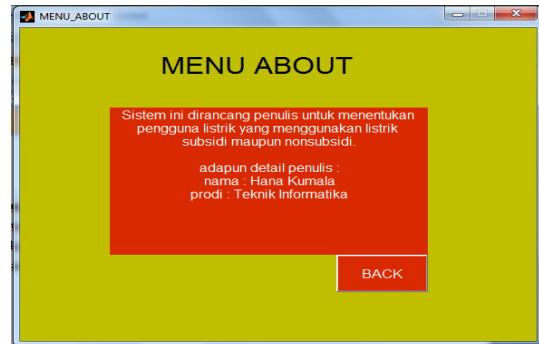 MENU_ABOUT
MENU ABOUT
Sistem ini dirancang penulis untuk menentukan
pengguna listrik yang menggunakan listrik
subsidi maupun nonsubsidi.
adapun detail penulis :
nama : Hana Kumala
prodi : Teknik Informatika
BACK